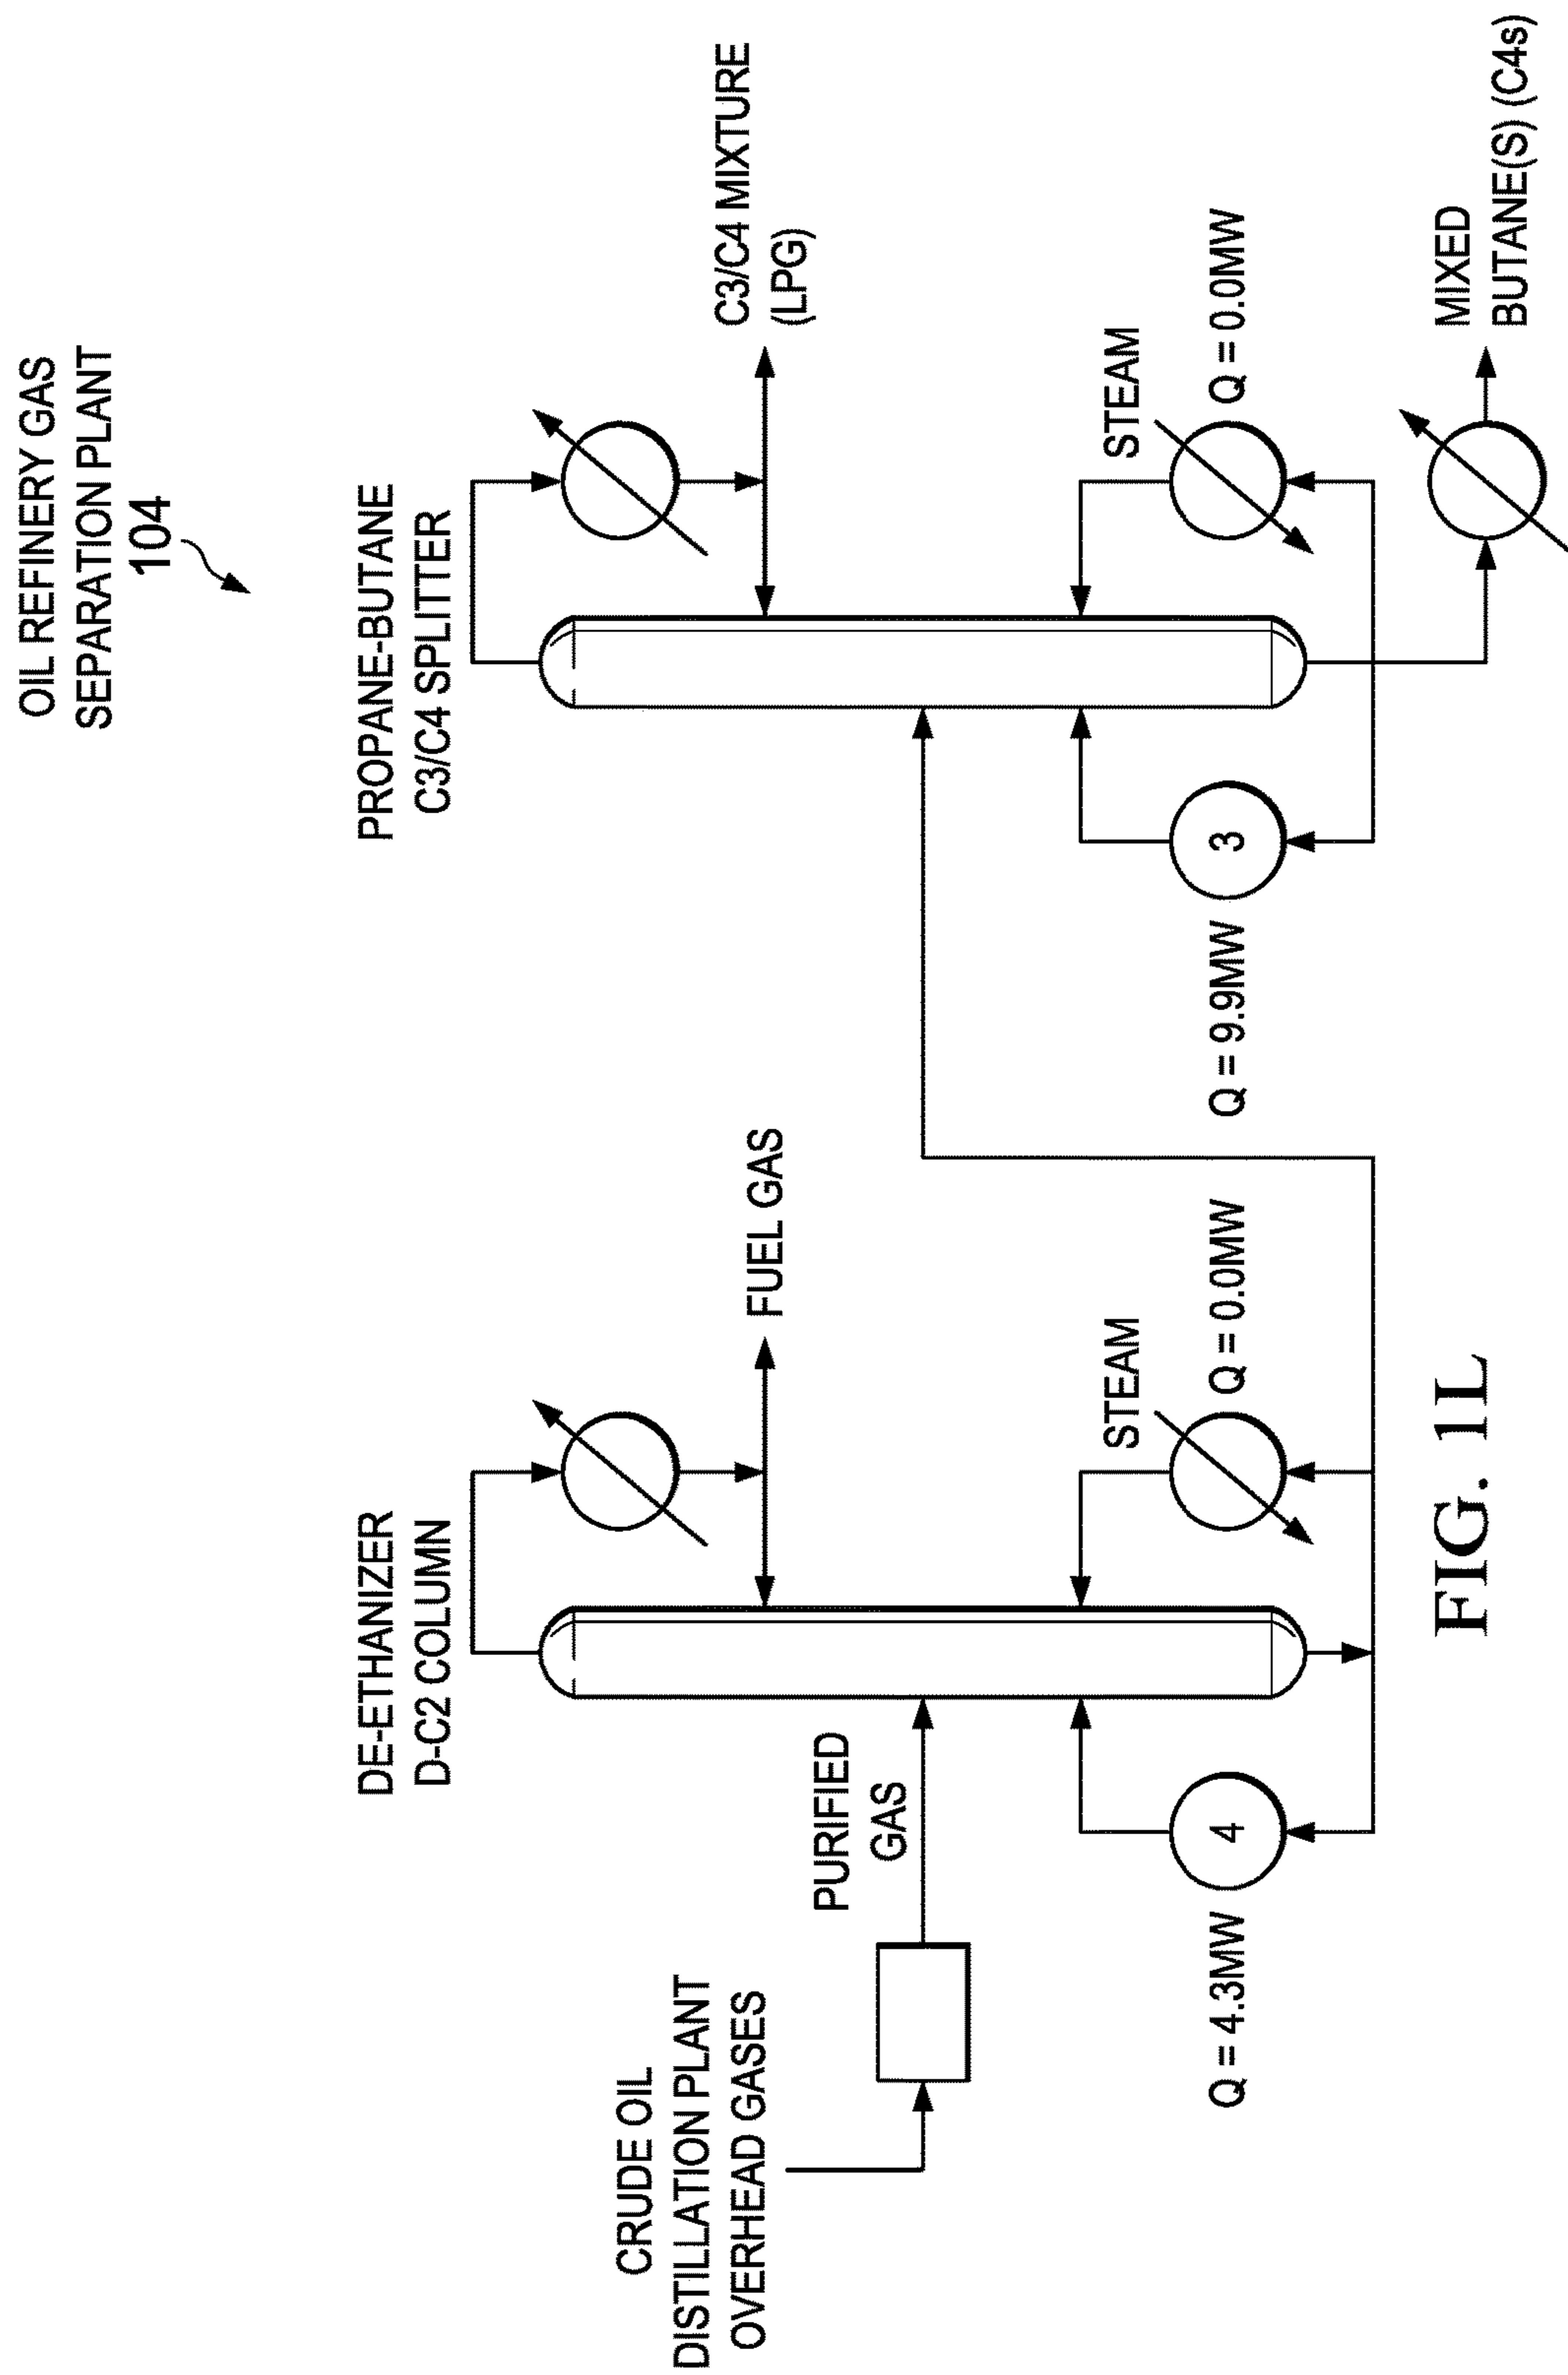 OIL REFINERY GAS
SEPARATION PLANT
104
DE-ETHANIZER
D-C2 COLUMN
PROPANE-BUTANE
C3/C4 SPLITTER
CRUDE OIL
DISTILLATION PLANT
OVERHEAD GASES
PURIFIED
GAS
FUEL GAS
C3/C4 MIXTURE
(LPG)
STEAM
STEAM
Q = 4.3MW
4
Q = 0.0MW
Q = 9.9MW
3
Q = 0.0MW
MIXED
BUTANE(S) (C4s)
FIG. 1L